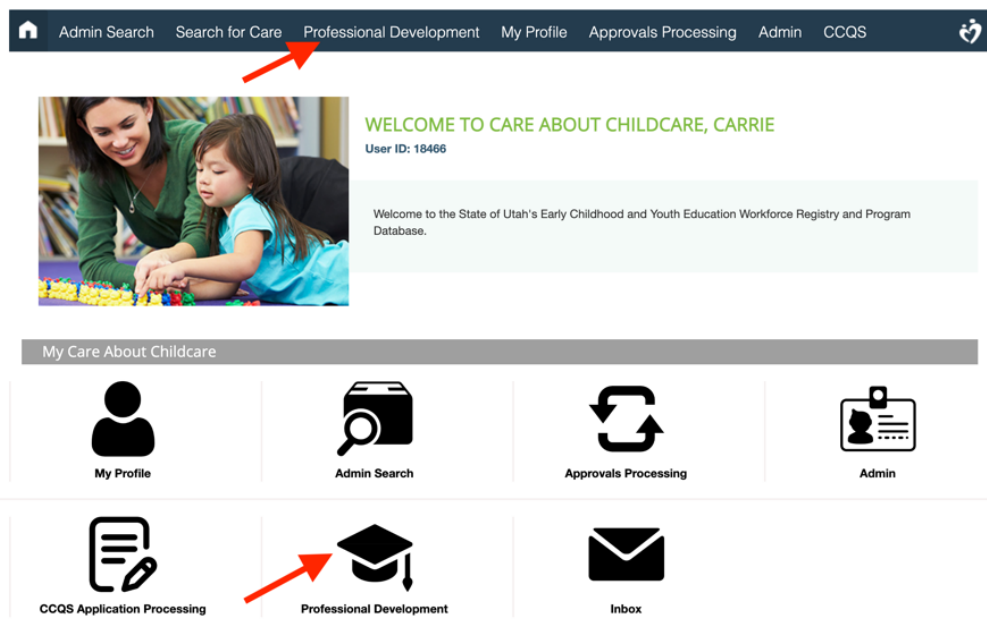 Admin Search Search for Care Professional Development My Profile Approvals Processing Admin CCQS
WELCOME TO CARE ABOUT CHILDCARE, CARRIE
User ID: 18466
Welcome to the State of Utah's Early Childhood and Youth Education Workforce Registry and Program
Database.
My Care About Childcare
My Profile Admin Search Approvals Processing Admin
CCQS Application Processing Professional Development Inbox